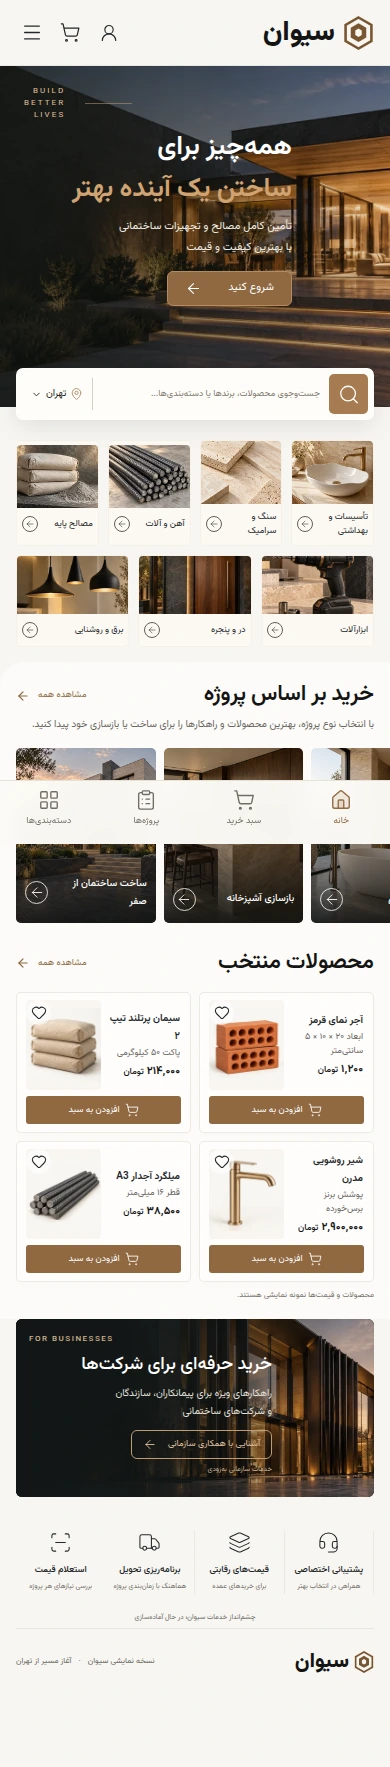 سیوان
BUILD
BETTER
LIVES
همه‌چیز برای
ساختن یک آینده بهتر
تأمین کامل مصالح و تجهیزات ساختمانی
با بهترین کیفیت و قیمت
شروع کنید
جست‌وجوی محصولات، برندها یا دسته‌بندی‌ها...
تهران
تأسیسات و
بهداشتی
سنگ و
سرامیک
آهن و آلات
مصالح پایه
ابزارآلات
در و پنجره
برق و روشنایی
خرید بر اساس پروژه
مشاهده همه
با انتخاب نوع پروژه، بهترین محصولات و راهکارها را برای ساخت یا بازسازی خود پیدا کنید.
خانه
سبد خرید
پروژه‌ها
دسته‌بندی‌ها
بازسازی آشپزخانه
ساخت ساختمان از
صفر
محصولات منتخب
مشاهده همه
آجر نمای قرمز
ابعاد ۲۰ × ۱۰ × ۵
سانتی‌متر
۱,۲۰۰ تومان
افزودن به سبد
سیمان پرتلند تیپ
۲
پاکت ۵۰ کیلوگرمی
۲۱۴,۰۰۰ تومان
افزودن به سبد
شیر روشویی
مدرن
پوشش برنز
برس‌خورده
۲,۹۰۰,۰۰۰ تومان
افزودن به سبد
میلگرد آجدار A3
قطر ۱۶ میلی‌متر
۳۸,۵۰۰ تومان
افزودن به سبد
محصولات و قیمت‌ها نمونه نمایشی هستند.
FOR BUSINESSES
خرید حرفه‌ای برای شرکت‌ها
راهکارهای ویژه برای پیمانکاران، سازندگان
و شرکت‌های ساختمانی
آشنایی با همکاری سازمانی
خدمات سازمانی به‌زودی
پشتیبانی اختصاصی
همراهی در انتخاب بهتر
قیمت‌های رقابتی
برای خریدهای عمده
برنامه‌ریزی تحویل
هماهنگ با زمان‌بندی پروژه
استعلام قیمت
بررسی نیازهای هر پروژه
چشم‌انداز خدمات سیوان؛ در حال آماده‌سازی
سیوان
نسخه نمایشی سیوان · آغاز مسیر از تهران